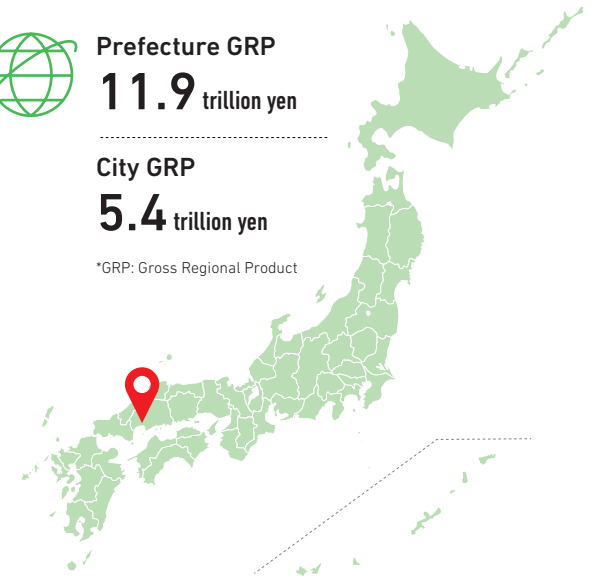 Prefecture GRP
11.9 trillion yen
City GRP
5.4 trillion yen
*GRP: Gross Regional Product